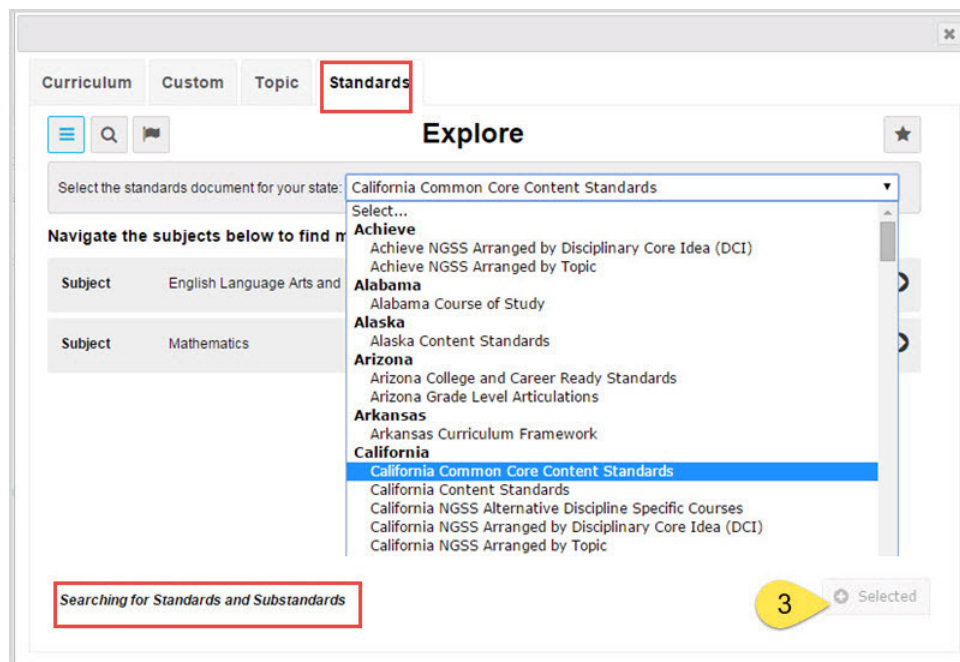 Curriculum Custom Topic Standards
Explore
Select the standards document for your state: California Common Core Content Standards
Select...
Navigate the subjects below to find m
Achieve
Achieve NGSS Arranged by Disciplinary Core Idea (DCI)
Achieve NGSS Arranged by Topic
Subject English Language Arts and
Alabama
Alabama Course of Study
Alaska
Alaska Content Standards
Subject Mathematics
Arizona
Arizona College and Career Ready Standards
Arizona Grade Level Articulations
Arkansas
Arkansas Curriculum Framework
California
California Common Core Content Standards
California Content Standards
California NGSS Alternative Discipline Specific Courses
California NGSS Arranged by Disciplinary Core Idea (DCI)
California NGSS Arranged by Topic
Searching for Standards and Substandards
3
Selected